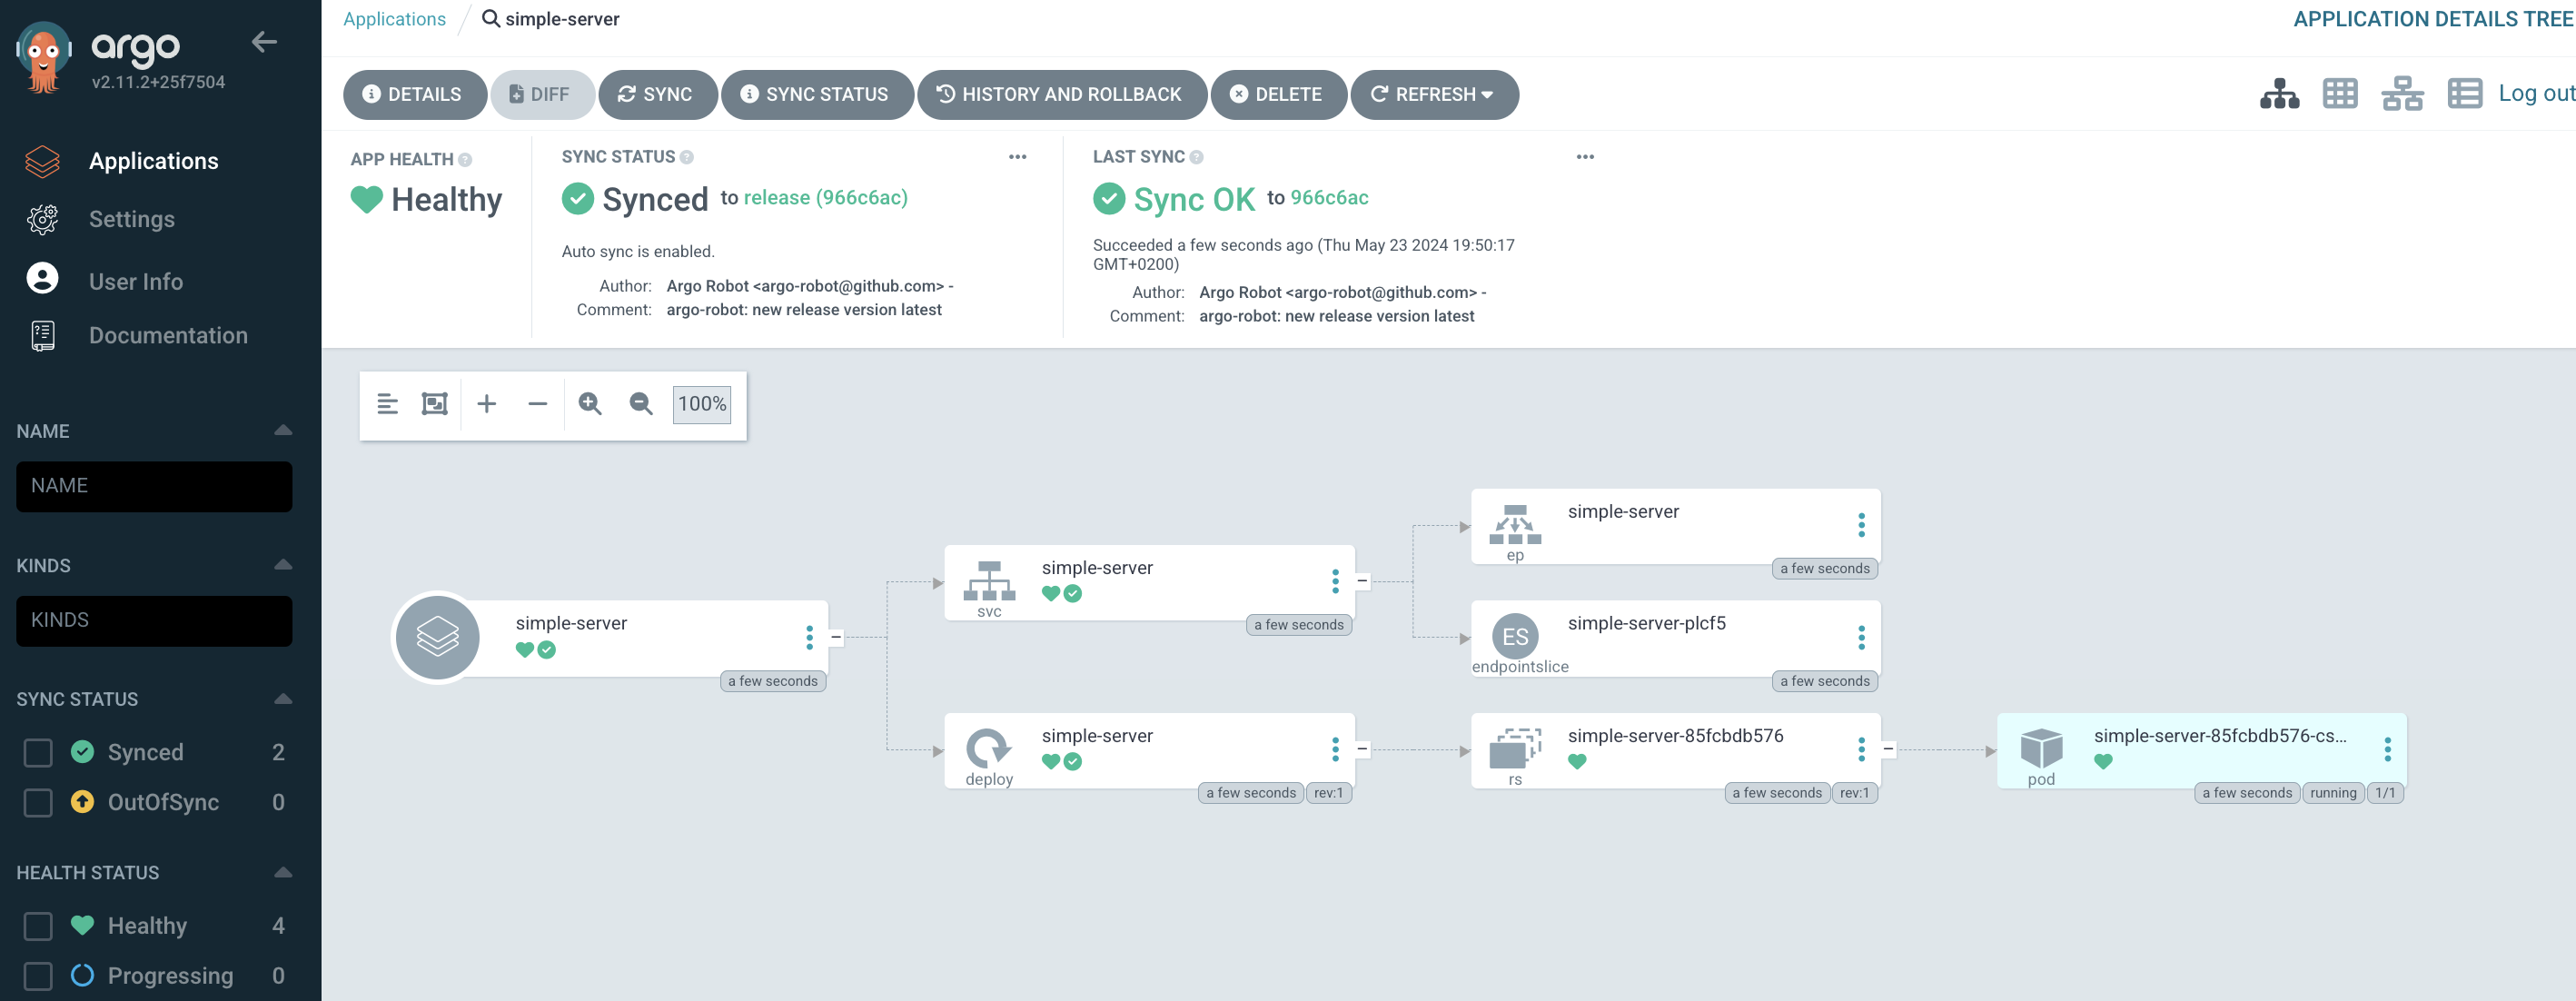 argo
v2.11.2+25f7504
Applications
Settings
User Info
Documentation
NAME
NAME
KINDS
KINDS
SYNC STATUS
Synced 2
OutOfSync 0
HEALTH STATUS
Healthy 4
Progressing 0
Applications / simple-server
APPLICATION DETAILS TREE
DETAILS DIFF SYNC SYNC STATUS HISTORY AND ROLLBACK DELETE REFRESH
Log out
APP HEALTH
Healthy
SYNC STATUS
Synced to release (966c6ac)
Auto sync is enabled.
Author: Argo Robot <argo-robot@github.com> -
Comment: argo-robot: new release version latest
LAST SYNC
Sync OK to 966c6ac
Succeeded a few seconds ago (Thu May 23 2024 19:50:17
GMT+0200)
Author: Argo Robot <argo-robot@github.com> -
Comment: argo-robot: new release version latest
100%
simple-server
a few seconds
simple-server
svc
a few seconds
simple-server
deploy
a few seconds rev:1
simple-server
ep
a few seconds
ES
simple-server-plcf5
endpointslice
a few seconds
simple-server-85fcbdb576
rs
a few seconds rev:1
simple-server-85fcbdb576-cs...
pod
a few seconds running 1/1